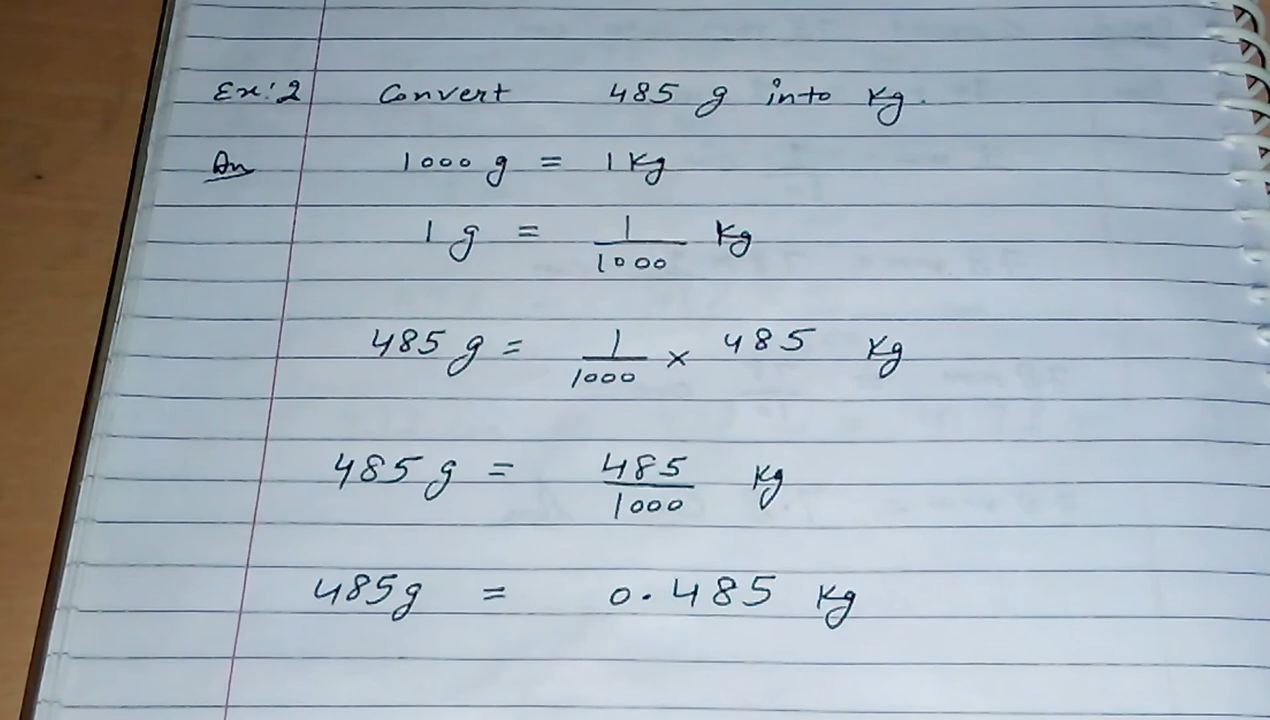 Ex:2 Convert 485 g into Kg.
An 1000 g = 1 Kg
1 g = 1/1000 Kg
485 g = 1/1000 × 485 Kg
485 g = 485/1000 Kg
485g = 0.485 Kg